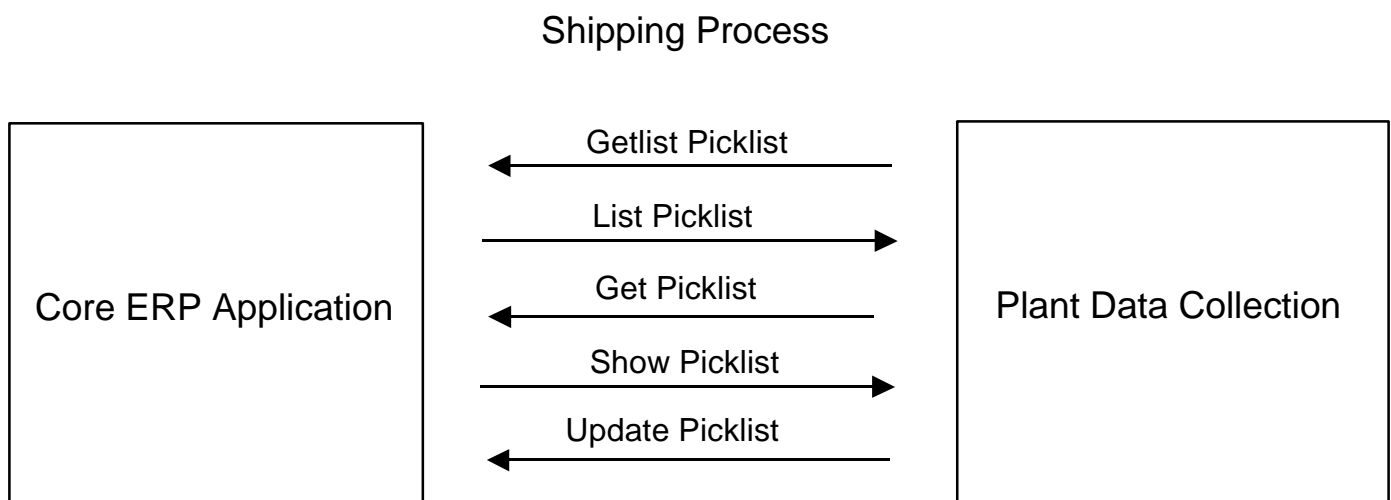 Shipping Process
Getlist Picklist
List Picklist
Get Picklist
Show Picklist
Update Picklist
Core ERP Application
Plant Data Collection